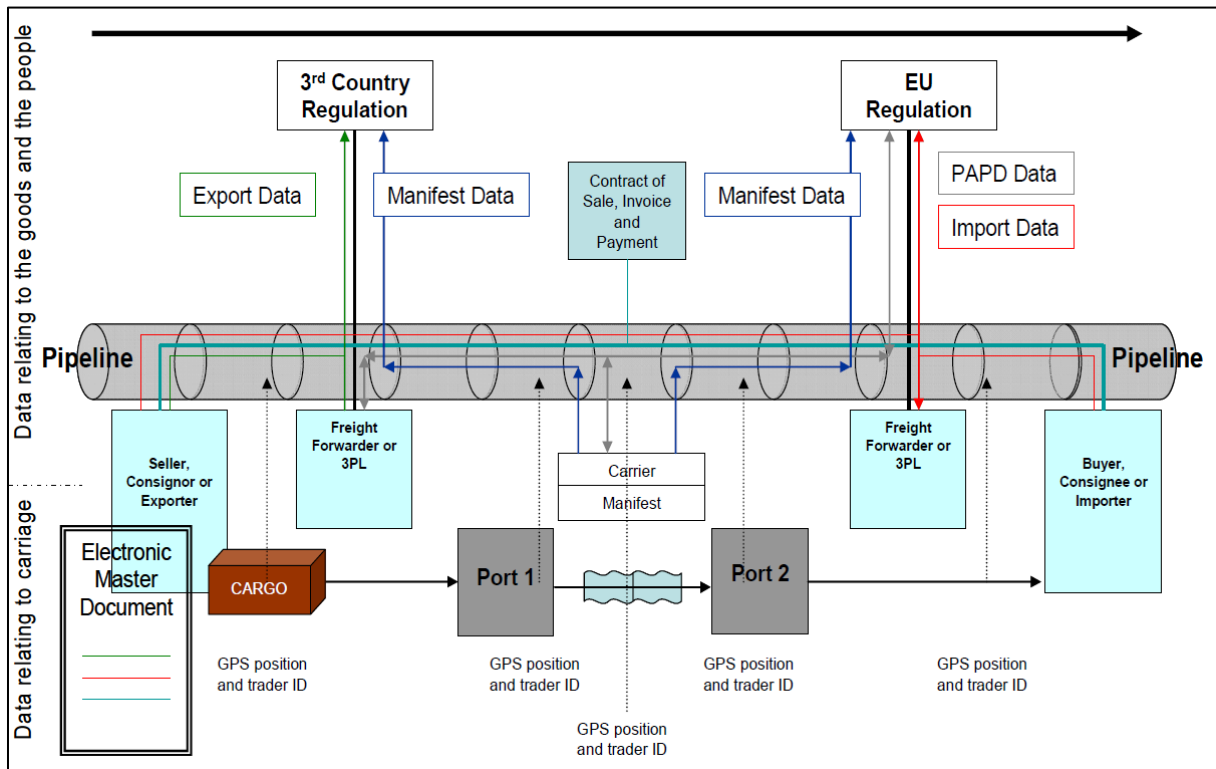 Data relating to the goods and the people
3rd Country
Regulation
EU
Regulation
Export Data
Manifest Data
Contract of
Sale, Invoice
and
Payment
Manifest Data
PAPD Data
Import Data
Pipeline
Pipeline
Seller,
Consignor or
Exporter
Freight
Forwarder or
3PL
Carrier
Manifest
Freight
Forwarder or
3PL
Buyer,
Consignee or
Importer
Data relating to carriage
Electronic
Master
Document
CARGO
Port 1
Port 2
GPS position
and trader ID
GPS position
and trader ID
GPS position
and trader ID
GPS position
and trader ID
GPS position
and trader ID